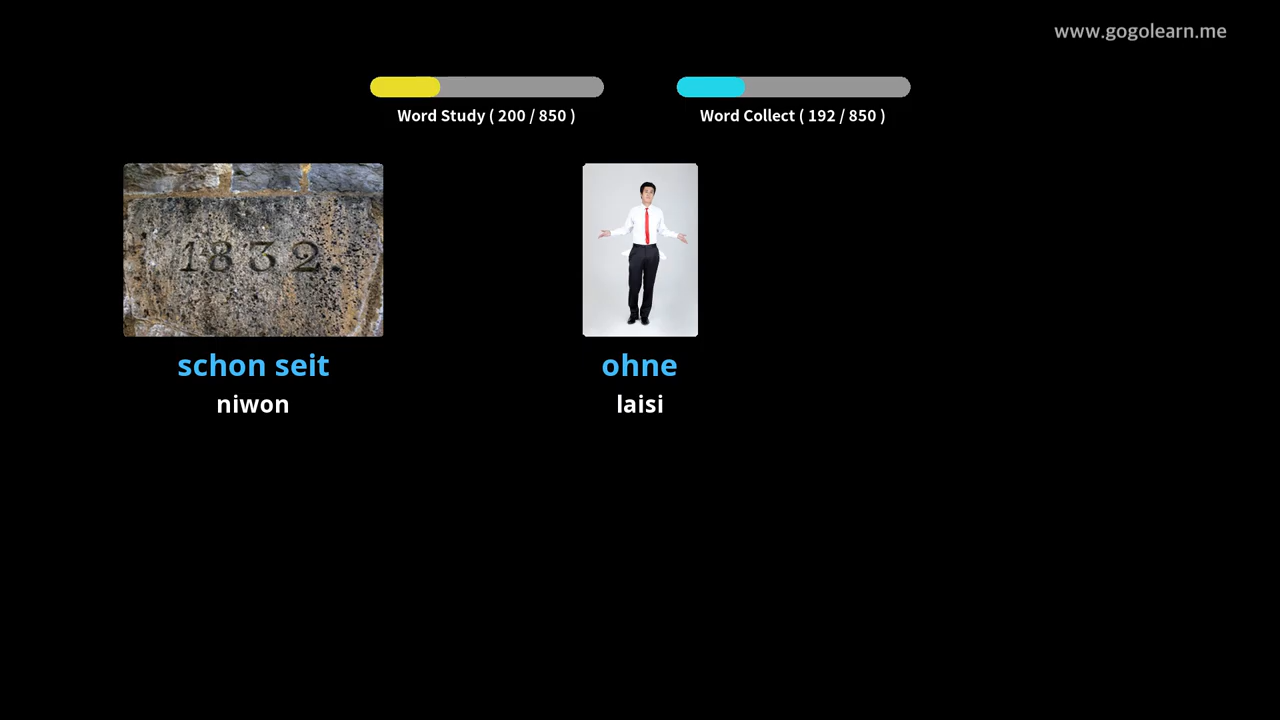 www.gogolearn.me
Word Study ( 200 / 850 )
Word Collect ( 192 / 850 )
1832.
schon seit
niwon
ohne
laisi